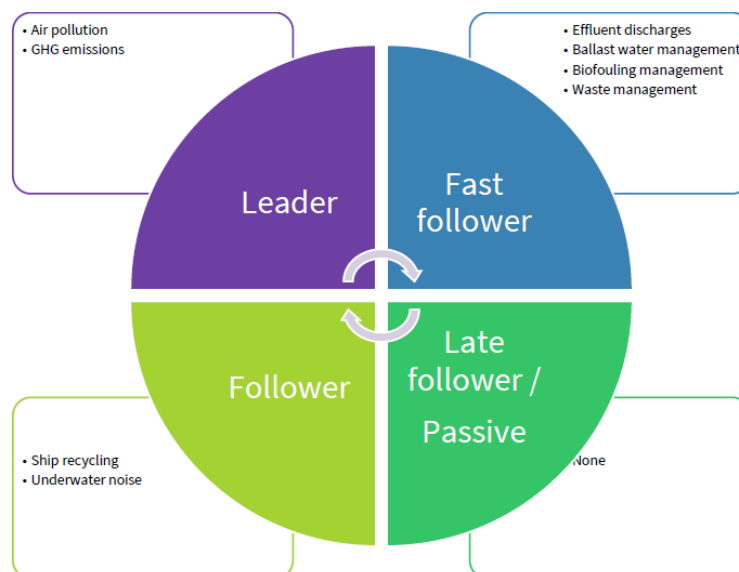 • Air pollution
• GHG emissions
• Effluent discharges
• Ballast water management
• Biofouling management
• Waste management
Leader
Fast
follower
Follower
Late
follower /
Passive
• Ship recycling
• Underwater noise
• None